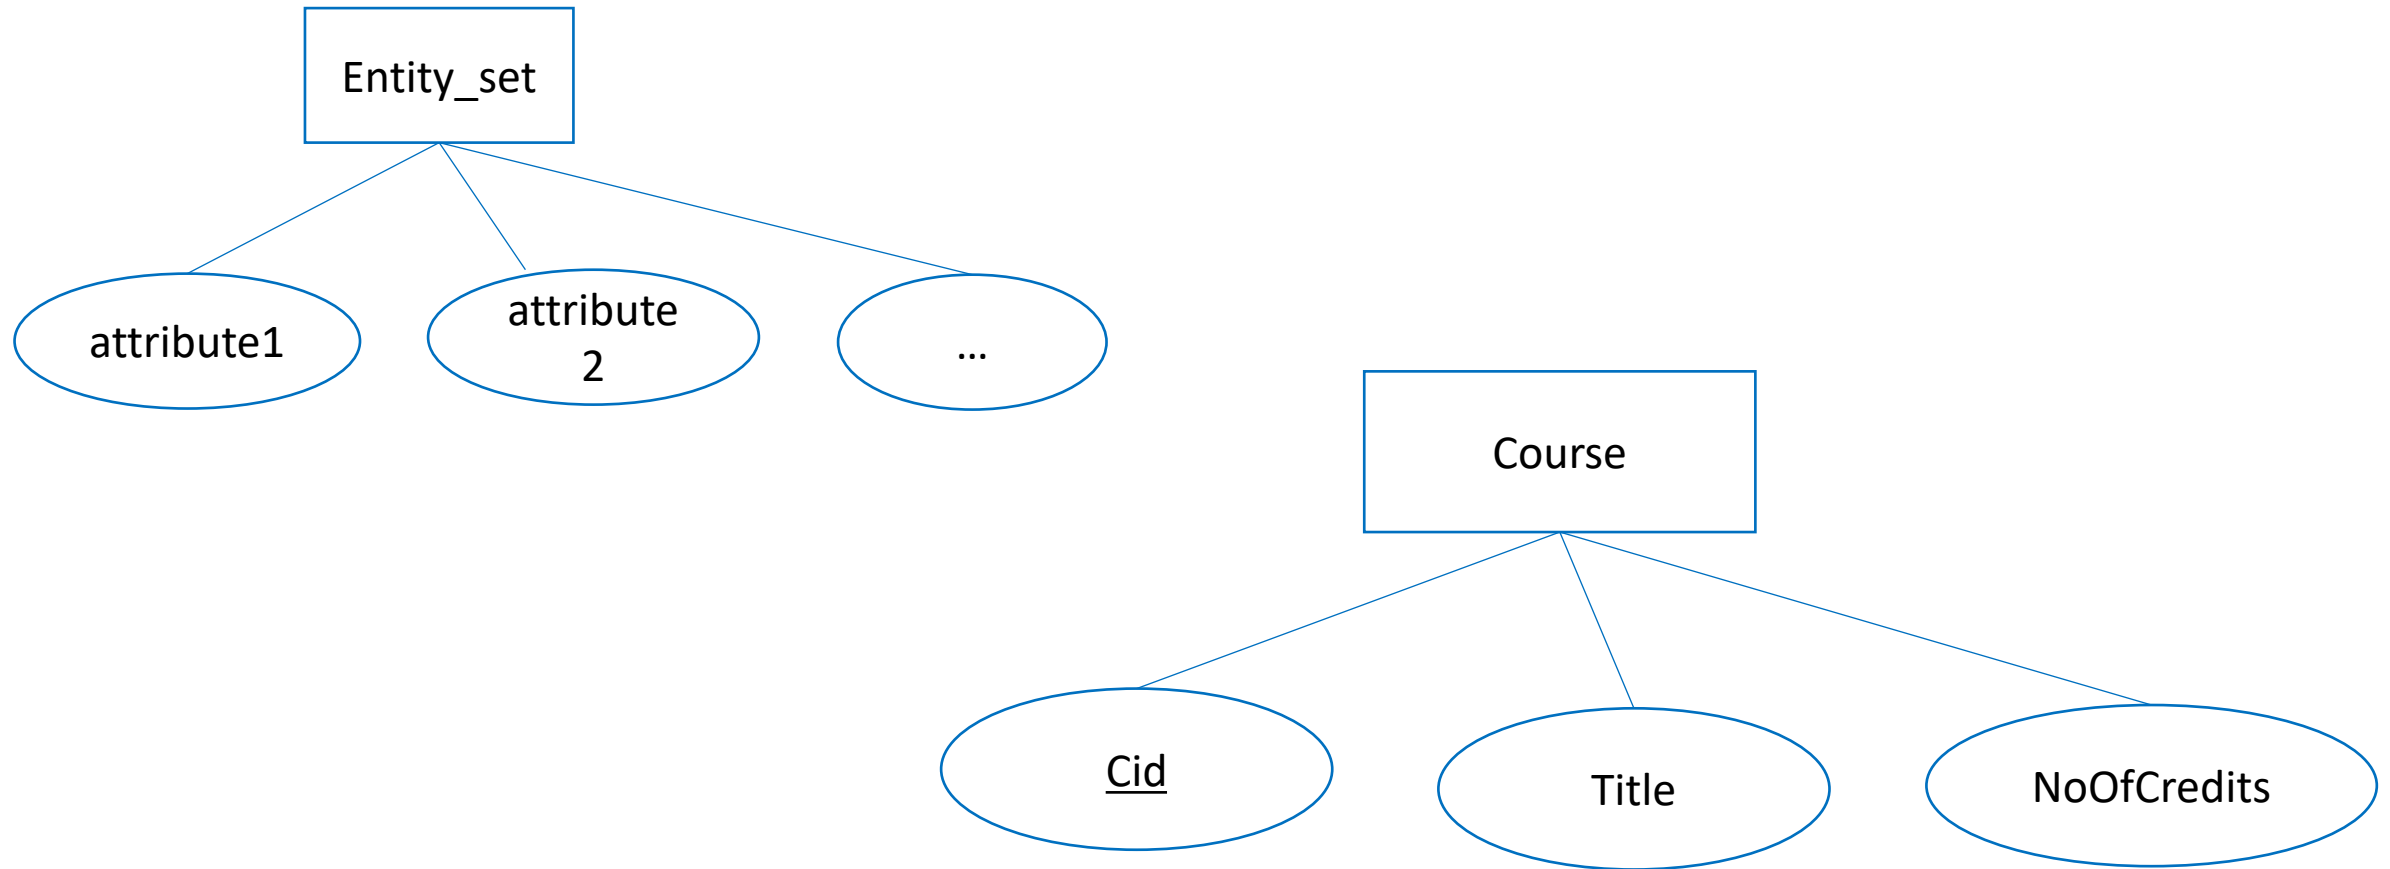 Entity_set
attribute1
attribute
2
...
Course
Cid
Title
NoOfCredits